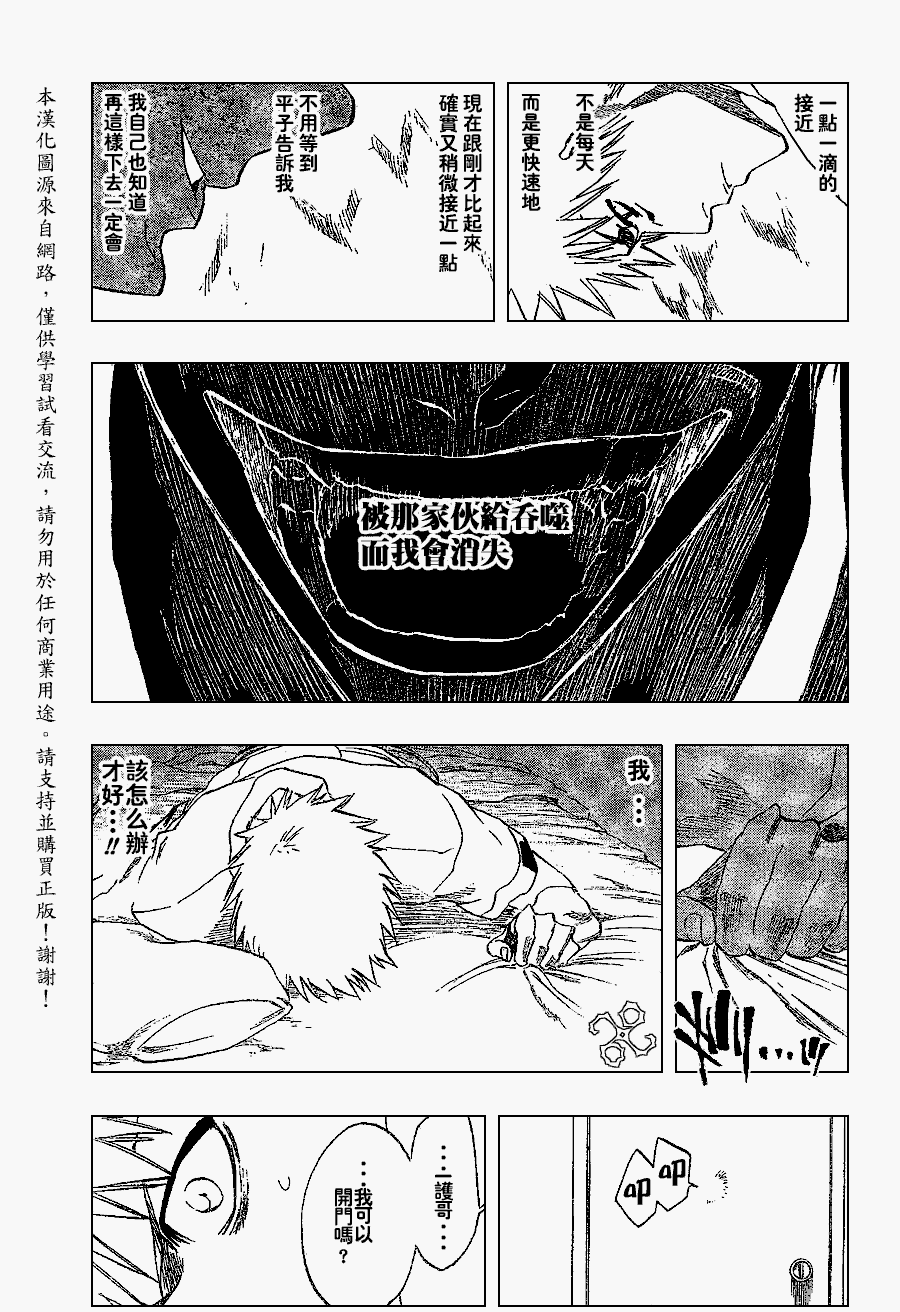 一點一滴的
接近
不是每天
而是更快速地
現在跟剛才比起來
確實又稍微接近一點
不用等到
平子告訴我
我自己也知道
再這樣下去一定會
被那家伙給吞噬
而我會消失
我…
該怎么辦
才好…!!
叩
叩
…一護哥…
…我可以
開門嗎？
本漢化圖源來自網路，僅供學習試看交流，請勿用於任何商業用途。請支持並購買正版！謝謝！